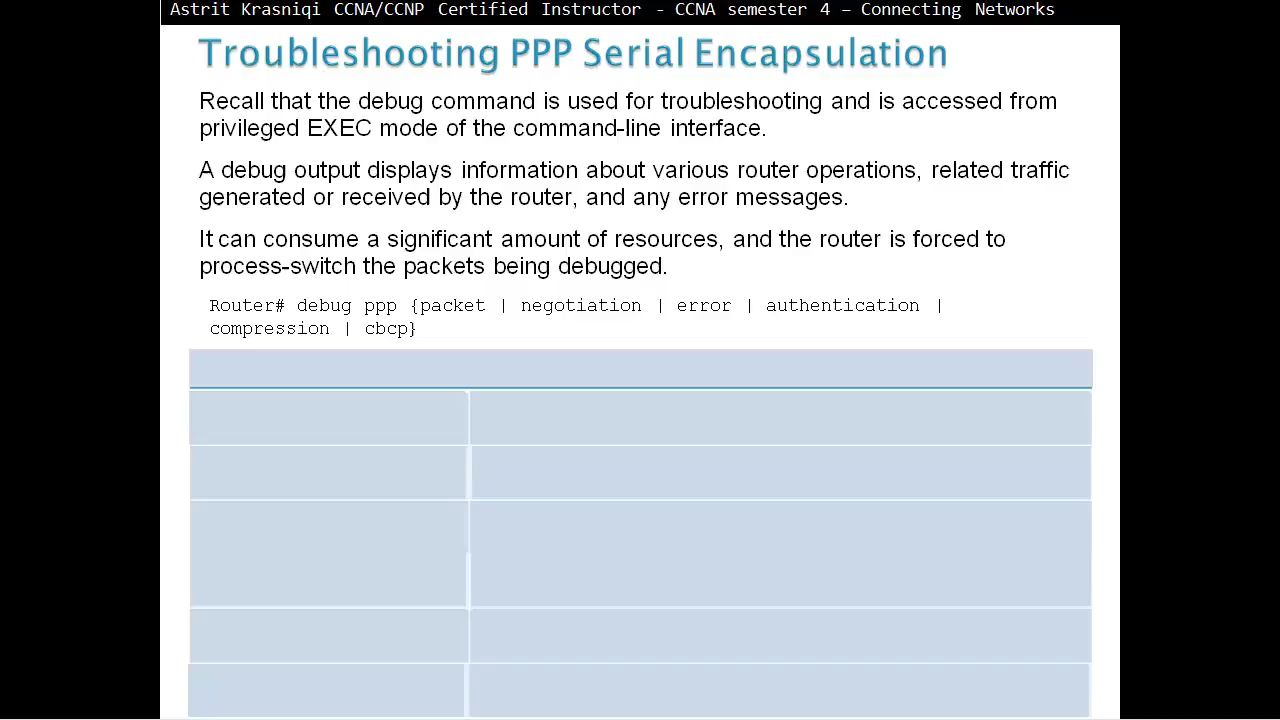 Astrit Krasniqi CCNA/CCNP Certified Instructor - CCNA semester 4 – Connecting Networks
Troubleshooting PPP Serial Encapsulation
Recall that the debug command is used for troubleshooting and is accessed from
privileged EXEC mode of the command-line interface.
A debug output displays information about various router operations, related traffic
generated or received by the router, and any error messages.
It can consume a significant amount of resources, and the router is forced to
process-switch the packets being debugged.
Router# debug ppp {packet | negotiation | error | authentication |
compression | cbcp}